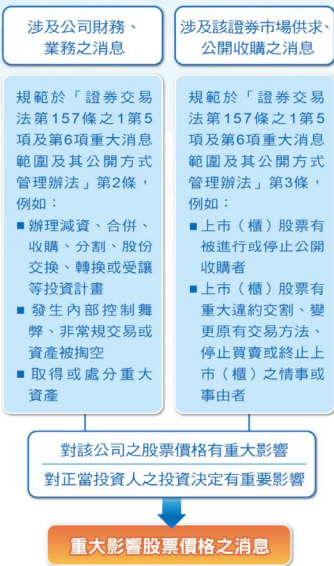 涉及公司財務、
業務之消息
規範於「證券交易
法第157條之1第5
項及第6項重大消息
範圍及其公開方式
管理辦法」第2條，
例如：
■辦理減資、合併、
收購、分割、股份
交換、轉換或受讓
等投資計畫
■發生內部控制舞
弊、非常規交易或
資產被掏空
■取得或處分重大
資產
涉及該證券市場供求、
公開收購之消息
規範於「證券交易
法第157條之1第5
項及第6項重大消息
範圍及其公開方式
管理辦法」第3條，
例如：
■上市（櫃）股票有
被進行或停止公開
收購者
■上市（櫃）股票有
重大違約交割、變
更原有交易方法、
停止買賣或終止上
市（櫃）之情事或
事由者
對該公司之股票價格有重大影響
對正當投資人之投資決定有重要影響
重大影響股票價格之消息